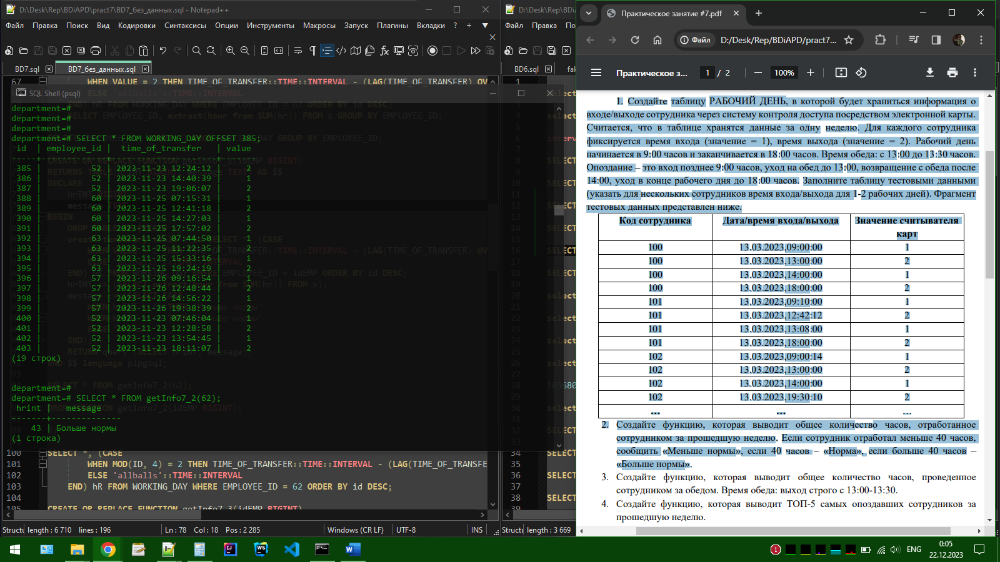 D:\Desk\Rep\BDiAPD\pract7\BD7_без_данных.sql - Notepad++
Файл Правка Поиск Вид Кодировки Синтаксисы Опции Инструменты Макросы Запуск Плагины Вкладки ? + ▼
BD7.sql BD7_без_данных.sql
67 WHEN VALUE = 2 THEN TIME_OF_TRANSFER::TIME::INTERVAL - (LAG(TIME_OF_TRANSFER) OV
SQL Shell (psql)
department=#
department=#
department=#
department=# SELECT * FROM WORKING_DAY OFFSET 385;
id | employee_id | time_of_transfer | value
-----+-------------+---------------------+-------
385 | 52 | 2023-11-23 12:24:12 | 2
386 | 52 | 2023-11-23 14:40:39 | 1
387 | 52 | 2023-11-23 19:06:07 | 2
388 | 60 | 2023-11-25 07:15:31 | 1
389 | 60 | 2023-11-25 12:41:18 | 2
390 | 60 | 2023-11-25 14:27:03 | 1
391 | 60 | 2023-11-25 17:57:02 | 2
392 | 63 | 2023-11-25 07:44:50 | 1
393 | 63 | 2023-11-25 11:22:35 | 2
394 | 63 | 2023-11-25 15:33:16 | 1
395 | 63 | 2023-11-25 19:24:19 | 2
396 | 57 | 2023-11-26 09:16:54 | 1
397 | 57 | 2023-11-26 12:48:44 | 2
398 | 57 | 2023-11-26 14:56:22 | 1
399 | 57 | 2023-11-26 19:38:39 | 2
400 | 52 | 2023-11-23 07:46:04 | 1
401 | 52 | 2023-11-23 12:28:58 | 2
402 | 52 | 2023-11-23 13:54:45 | 1
403 | 52 | 2023-11-23 18:11:07 | 2
(19 строк)
department=#
department=# SELECT * FROM getInfo7_2(62);
hrint | message
-------+--------------
43 | Больше нормы
(1 строка)
100 SELECT *, (CASE
101 WHEN MOD(ID, 4) = 2 THEN TIME_OF_TRANSFER::TIME::INTERVAL - (LAG(TIME_OF_TRANSFE
102 ELSE 'allballs'::TIME::INTERVAL
103 END) hR FROM WORKING_DAY WHERE EMPLOYEE_ID = 62 ORDER BY id DESC;
104
105 CREATE OR REPLACE FUNCTION getInfo7_3(idEMP BIGINT)
Structu length : 6 710 lines : 196 Ln : 78 Col : 18 Pos : 2 285 Windows (CR LF) UTF-8 INS
D:\Desk\Rep\BDiA
Файл Правка По
BD6.sql fa
Structu length : 3 669
Практическое занятие #7.pdf
Файл D:/Desk/Rep/BDiAPD/pract7...
Практическое з... 1 / 2 100%
1. Создайте таблицу РАБОЧИЙ ДЕНЬ, в которой будет храниться информация о
входе/выходе сотрудника через систему контроля доступа посредством электронной карты.
Считается, что в таблице хранятся данные за одну неделю. Для каждого сотрудника
фиксируется время входа (значение = 1), время выхода (значение = 2). Рабочий день
начинается в 9:00 часов и заканчивается в 18:00 часов. Время обеда: с 13:00 до 13:30 часов.
Опоздание – это вход позднее 9:00 часов, уход на обед до 13:00, возвращение с обеда после
14:00, уход в конце рабочего дня до 18:00 часов. Заполните таблицу тестовыми данными
(указать для нескольких сотрудников время входа/выхода для 1-2 рабочих дней). Фрагмент
тестовых данных представлен ниже.
Код сотрудника Дата/время входа/выхода Значение считывателя
карт
100 13.03.2023,09:00:00 1
100 13.03.2023,13:00:00 2
100 13.03.2023,14:00:00 1
100 13.03.2023,18:00:00 2
101 13.03.2023,09:10:00 1
101 13.03.2023,12:42:12 2
101 13.03.2023,13:08:00 1
101 13.03.2023,18:00:00 2
102 13.03.2023,09:00:14 1
102 13.03.2023,13:00:00 2
102 13.03.2023,14:00:00 1
102 13.03.2023,19:30:10 2
... ... ...
2. Создайте функцию, которая выводит общее количество часов, отработанное
сотрудником за прошедшую неделю. Если сотрудник отработал меньше 40 часов,
сообщить «Меньше нормы», если 40 часов – «Норма», если больше 40 часов –
«Больше нормы».
3. Создайте функцию, которая выводит общее количество часов, проведенное
сотрудником за обедом. Время обеда: выход строго с 13:00-13:30.
4. Создайте функцию, которая выводит ТОП-5 самых опоздавших сотрудников за
прошедшую неделю.
ENG 0:05
22.12.2023